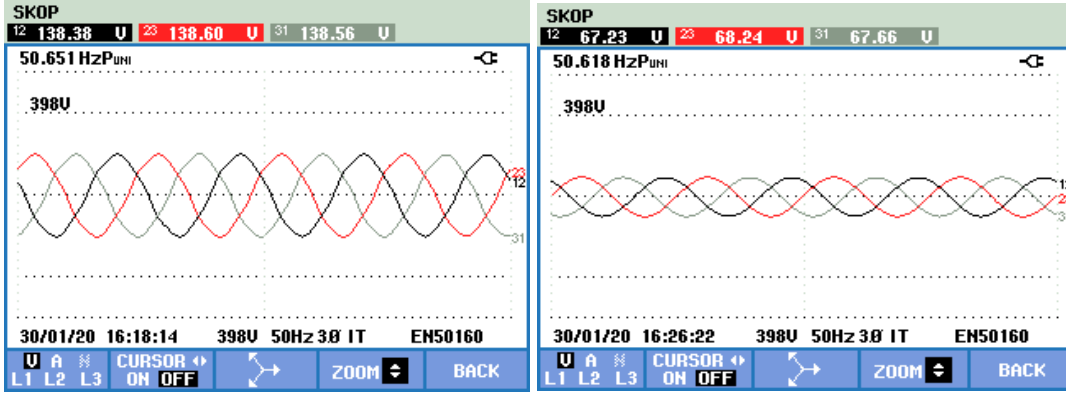 SKOP
12 138.38 V 23 138.60 V 31 138.56 V
50.651 HzPUNI
398V
23
12
31
30/01/20 16:18:14 398V 50Hz 3.Ø IT EN50160
V A
L1 L2 L3
CURSOR
ON OFF
ZOOM
BACK
SKOP
12 67.23 V 23 68.24 V 31 67.66 V
50.618 HzPUNI
398V
30/01/20 16:26:22 398V 50Hz 3.Ø IT EN50160
V A
L1 L2 L3
CURSOR
ON OFF
ZOOM
BACK